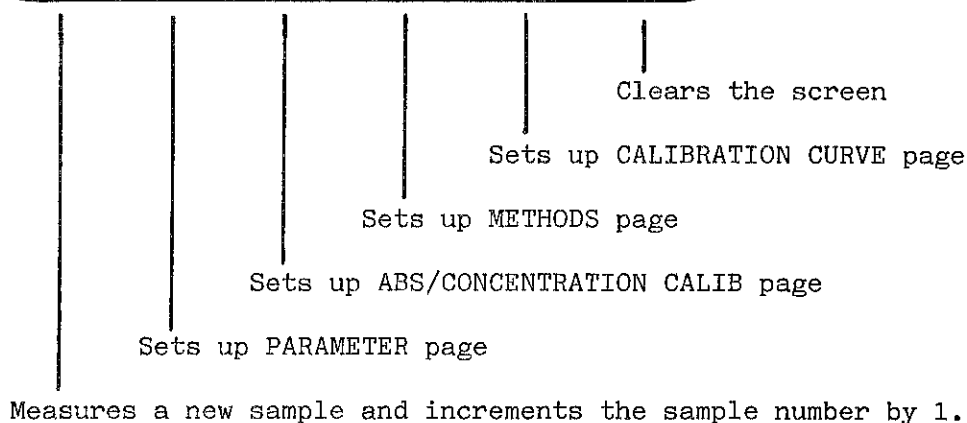 Clears the screen
Sets up CALIBRATION CURVE page
Sets up METHODS page
Sets up ABS/CONCENTRATION CALIB page
Sets up PARAMETER page
Measures a new sample and increments the sample number by 1.